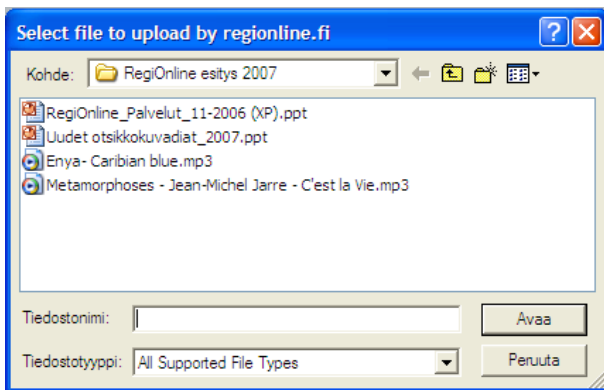 Select file to upload by regionline.fi
Kohde: RegiOnline esitys 2007
RegiOnline_Palvelut_11-2006 (XP).ppt
Uudet otsikkokuvadiat_2007.ppt
Enya- Caribian blue.mp3
Metamorphoses - Jean-Michel Jarre - C'est la Vie.mp3
Tiedostonimi: Avaa
Tiedostotyyppi: All Supported File Types Peruuta